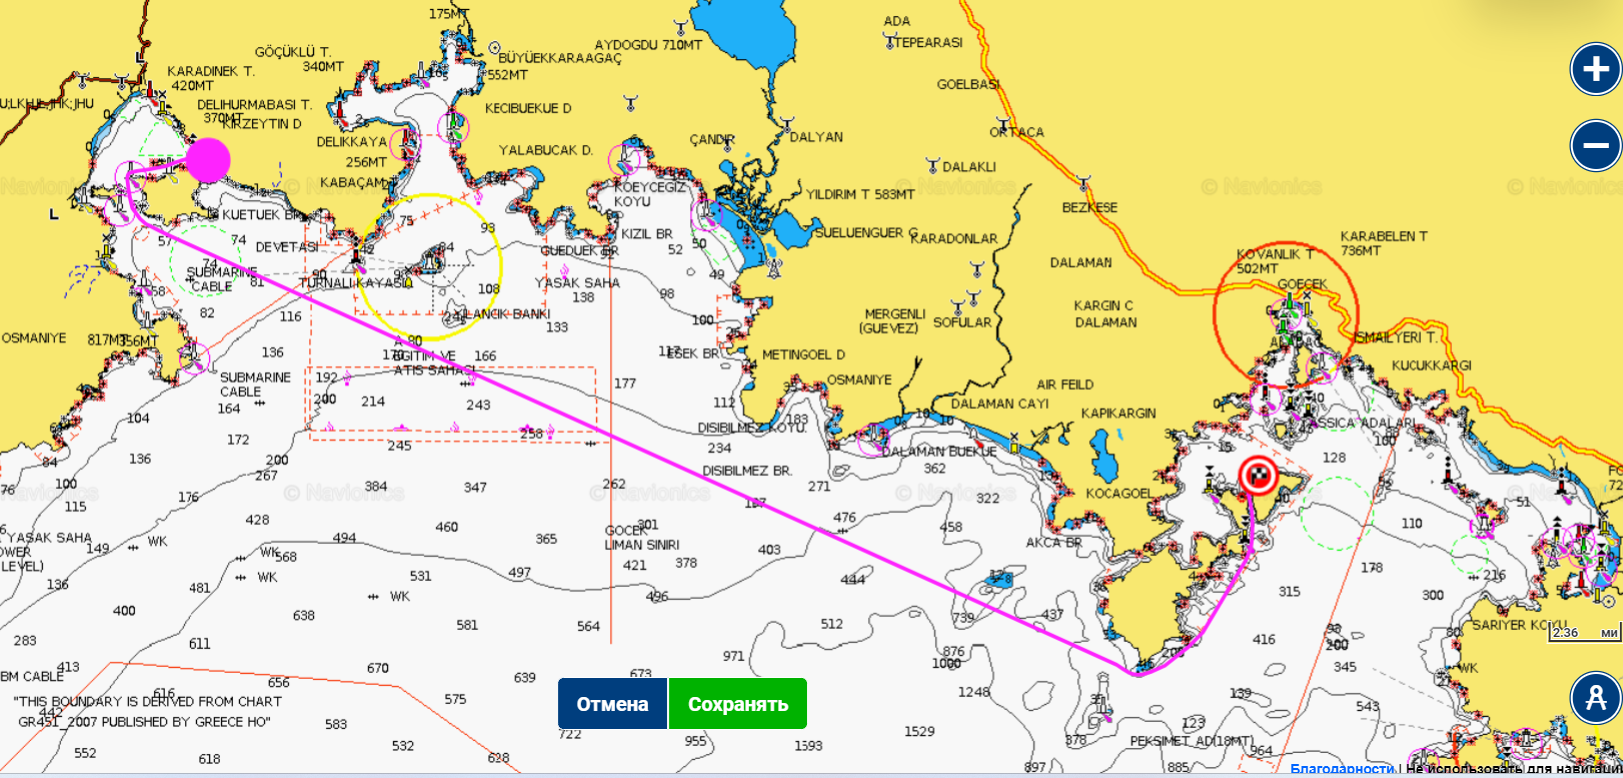 175MT
ADA
TEPEARASI
GÖÇÜKLÜ T.
340MT
AYDOGDU 710MT
BÜYÜEKKARAAGAÇ
552MT
KARADINEK T.
420MT
GOELBASI
DELIHURMABASI T.
370MT
KIRZEYTIN D
KECIBUEKUE D
DELIKKAYA
256MT
YALABUCAK D.
ÇANDIR
DALYAN
ORTACA
DALAKLI
KABAÇAM
KOEYCEGIZ
KOYU
YILDIRIM T 583MT
© Navionics
© Navionics
BEZKESE
L
KUETUEK BR
75
93
KIZIL BR
SUELUENGUER G
KARADONLAR
KARABELEN T
736MT
57
74
DEVETASI
84
GUEDUEK BR
52
50
KOVANLIK T
502MT
DALAMAN
74
SUBMARINE
CABLE
81
90
TURNALI KAYASI
108
YASAK SAHA
138
49
98
GOECEK
82
116
YLANCIK BANKI
133
100
MERGENLI
(GUEVEZ)
SOFULAR
KARGIN C
DALAMAN
OSMANIYE
817MT
356MT
136
EGITIM VE
ATIS SAHASI
166
ESEK BR
METINGOEL D
ISMAILYERI T.
KUCUKKARGI
SUBMARINE
CABLE
192
200
177
OSMANIYE
AIR FEILD
164
214
243
112
183
DALAMAN CAYI
KAPIKARGIN
104
172
245
258
DISIBILMEZ KOYU
234
DALAMAN BUEKUE
YASSICA ADALARI
136
200
267
DISIBILMEZ BR.
362
128
84
100
115
176
384
347
262
271
322
KOCAGOEL
© Navionics
© Navionics
© Navionics
428
494
460
365
301
GOCEK
LIMAN SINIRI
476
458
AKCA BR
110
51
YASAK SAHA
LEVEL)
149
WK
WK
568
421
378
403
136
481
WK
531
497
496
444
178
216
400
WK
638
581
564
512
739
437
315
300
283
611
971
876
1000
416
200
345
SARIYER KOYU
2.36 ми
BM CABLE
413
670
656
639
673
575
1248
139
543
WK
616
"THIS BOUNDARY IS DERIVED FROM CHART
GR451_2007 PUBLISHED BY GREECE HO"
442
583
Отмена
Сохранять
552
618
532
628
722
955
1393
1529
378
123
PEKSIMET AD(18MT)
964
897
885
Благодарности | Не использовать для навигации